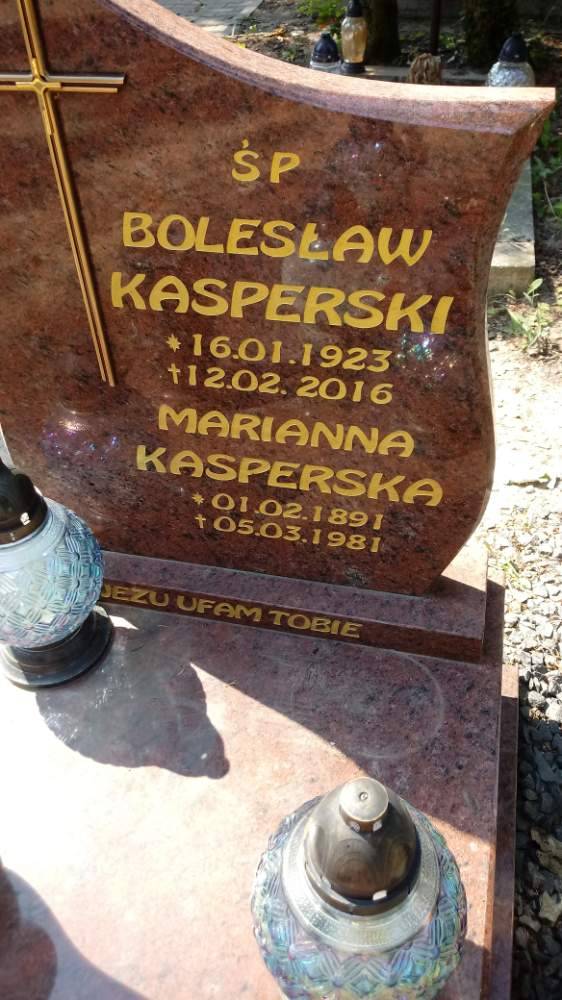 ŚP
BOLESŁAW
KASPERSKI
* 16.01.1923
† 12.02.2016
MARIANNA
KASPERSKA
* 01.02.1891
† 05.03.1981
JEZU UFAM TOBIE